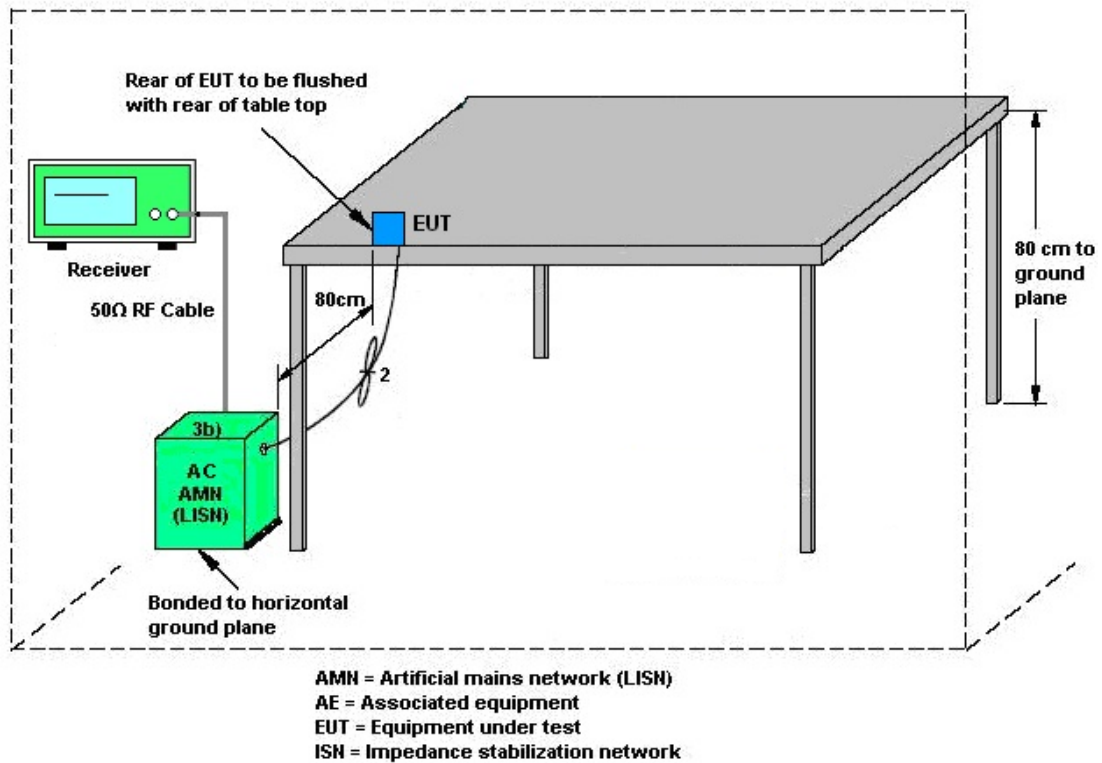 Rear of EUT to be flushed
with rear of table top
EUT
Receiver
50Ω RF Cable
80cm
2
80 cm to
ground
plane
3b)
AC
AMN
(LISN)
Bonded to horizontal
ground plane
AMN = Artificial mains network (LISN)
AE = Associated equipment
EUT = Equipment under test
ISN = Impedance stabilization network